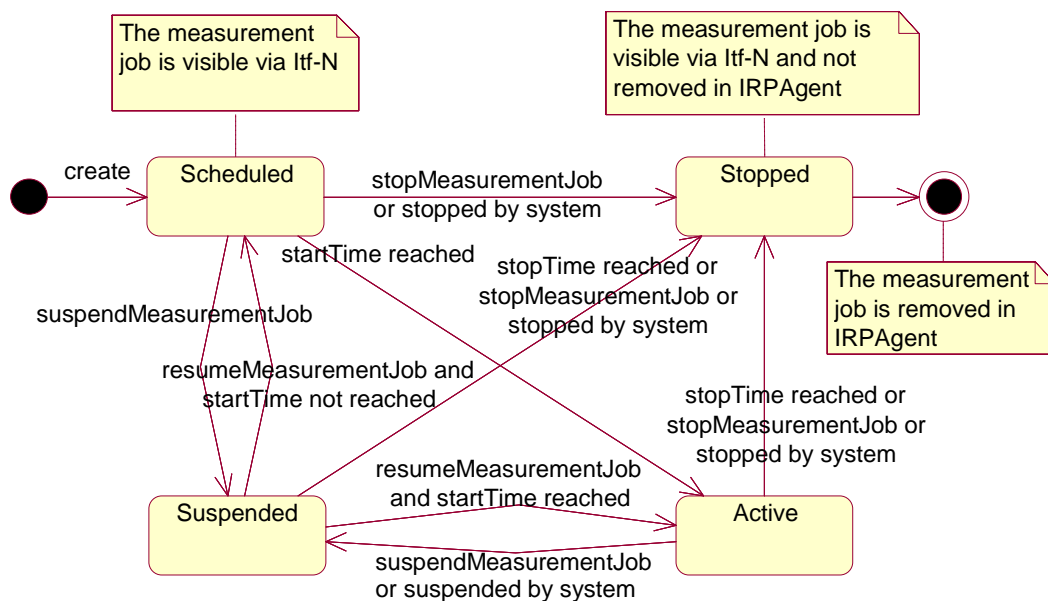 The measurement
job is visible via Itf-N
The measurement job is
visible via Itf-N and not
removed in IRPAgent
create
Scheduled
stopMeasurementJob
or stopped by system
Stopped
startTime reached
stopTime reached or
stopMeasurementJob or
stopped by system
The measurement
job is removed in
IRPAgent
suspendMeasurementJob
resumeMeasurementJob and
startTime not reached
stopTime reached or
stopMeasurementJob or
stopped by system
resumeMeasurementJob
and startTime reached
Suspended
Active
suspendMeasurementJob
or suspended by system